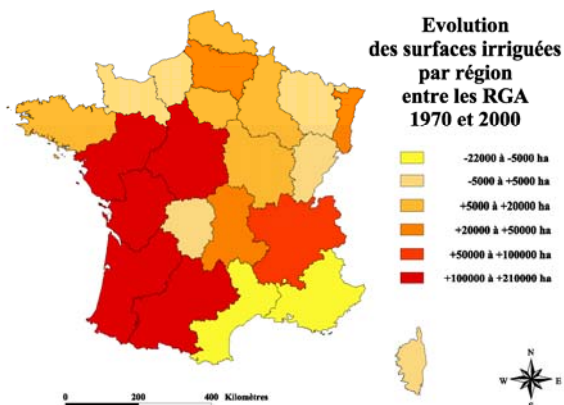 Evolution
des surfaces irriguées
par région
entre les RGA
1970 et 2000
-22000 à -5000 ha
-5000 à +5000 ha
+5000 à +20000 ha
+20000 à +50000 ha
+50000 à +100000 ha
+100000 à +210000 ha
N
W E
S
0 200 400 Kilomètres